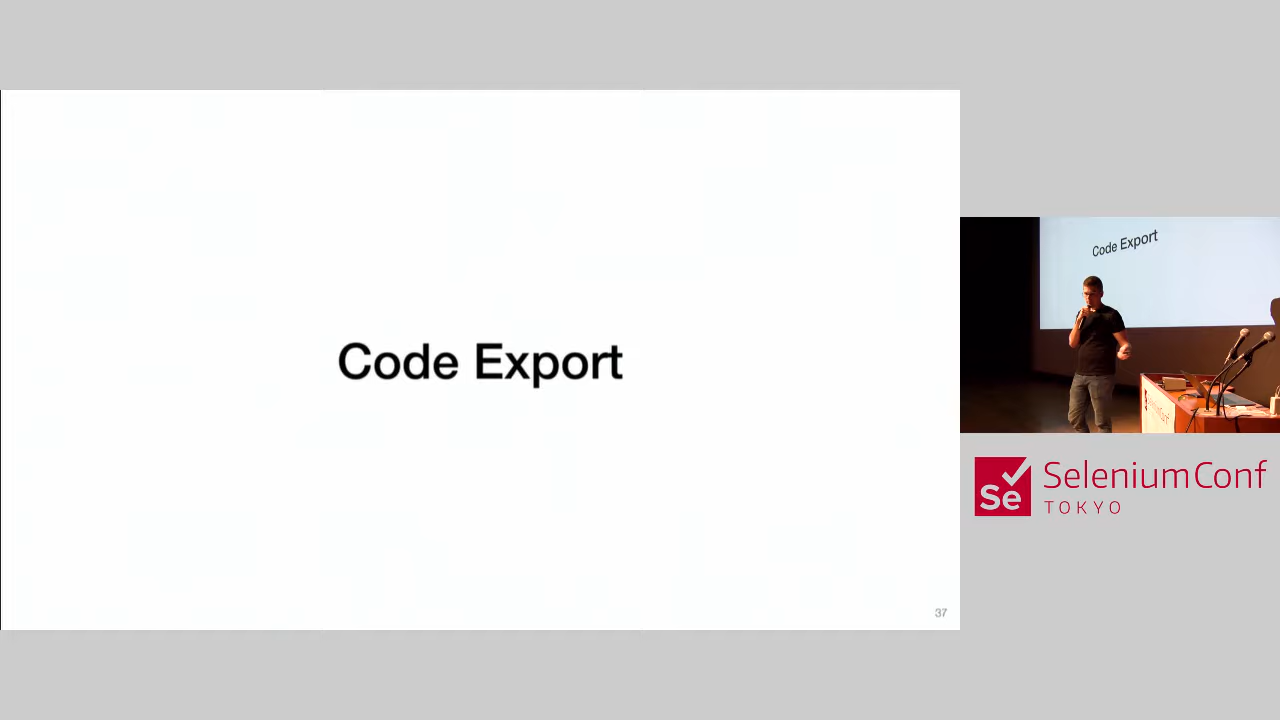 Code Export
37
Code Export
Se
SeleniumConf
TOKYO